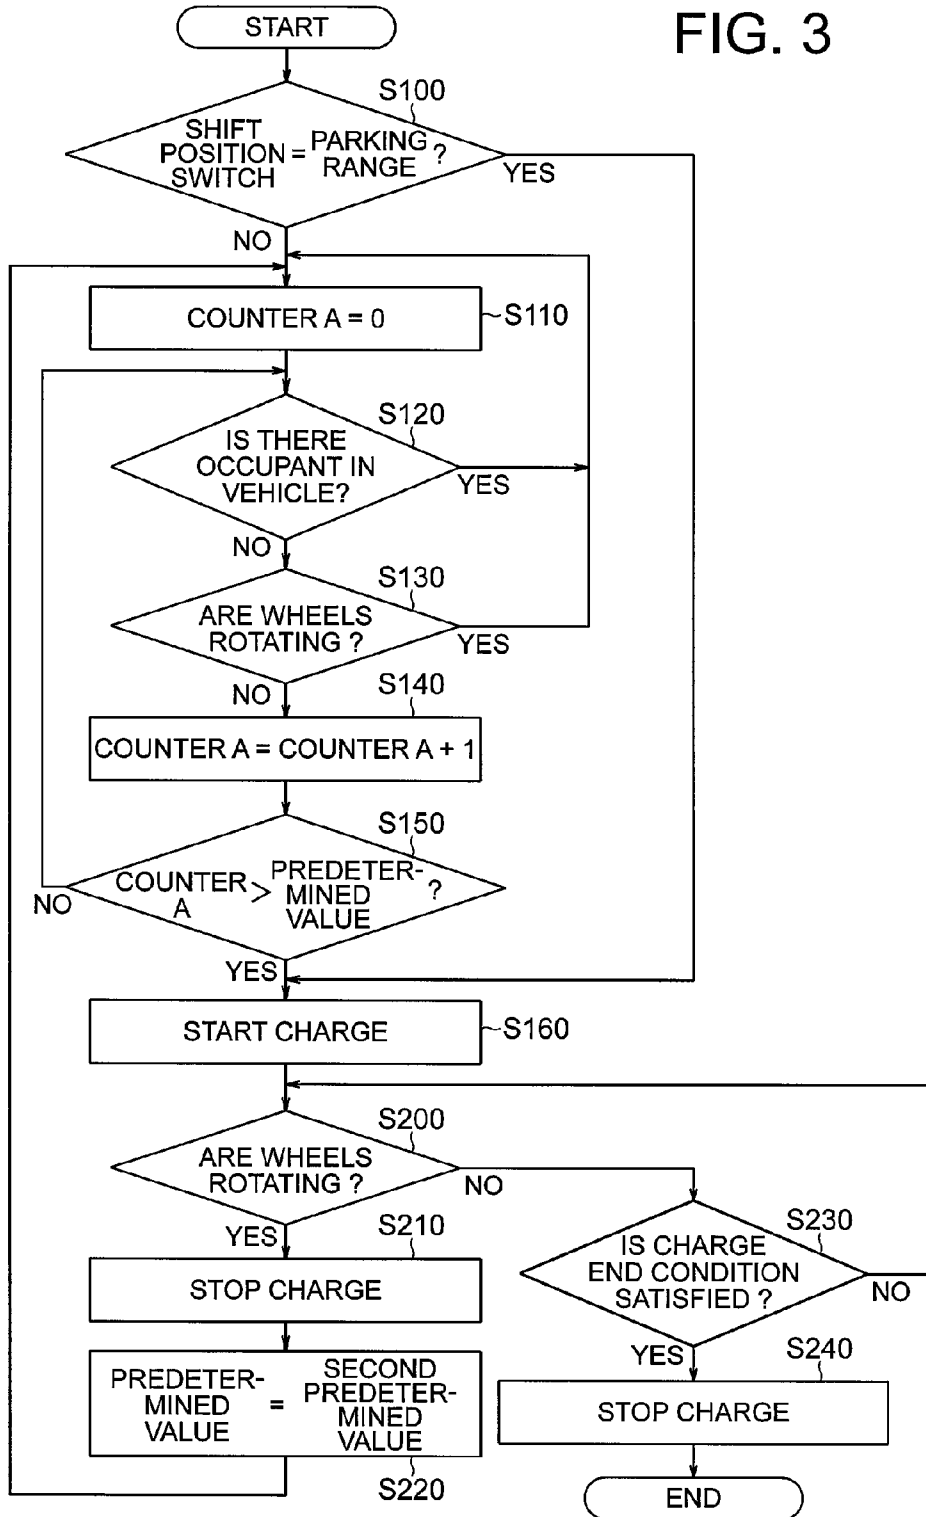 START
FIG. 3
S100
SHIFT
POSITION
SWITCH
=
PARKING
RANGE
?
YES
NO
COUNTER A = 0
S110
S120
IS THERE
OCCUPANT IN
VEHICLE?
YES
NO
S130
ARE WHEELS
ROTATING ?
YES
NO
S140
COUNTER A = COUNTER A + 1
S150
COUNTER
A
>
PREDETER-
MINED
VALUE
?
NO
YES
START CHARGE
S160
S200
ARE WHEELS
ROTATING ?
NO
YES
S210
STOP CHARGE
PREDETER-
MINED
VALUE
=
SECOND
PREDETER-
MINED
VALUE
S220
S230
IS CHARGE
END CONDITION
SATISFIED ?
NO
YES
S240
STOP CHARGE
END